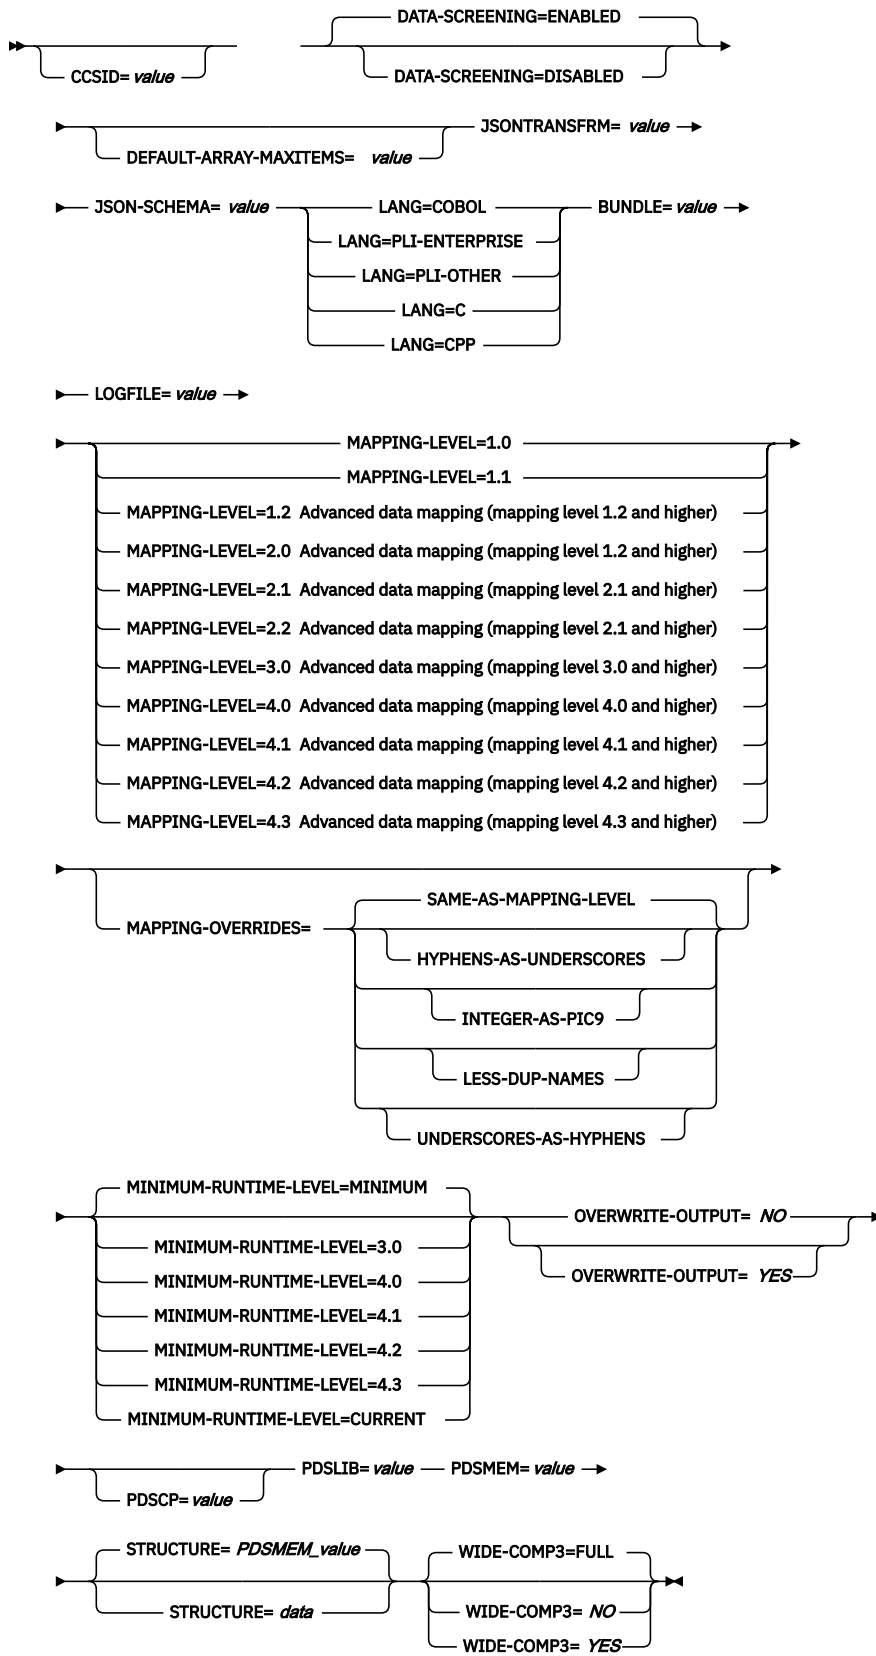 DATA-SCREENING=ENABLED
CCSID= value
DATA-SCREENING=DISABLED
DEFAULT-ARRAY-MAXITEMS= value
JSONTRANSFRM= value
JSON-SCHEMA= value
LANG=COBOL
LANG=PLI-ENTERPRISE
LANG=PLI-OTHER
LANG=C
LANG=CPP
BUNDLE= value
LOGFILE= value
MAPPING-LEVEL=1.0
MAPPING-LEVEL=1.1
MAPPING-LEVEL=1.2 Advanced data mapping (mapping level 1.2 and higher)
MAPPING-LEVEL=2.0 Advanced data mapping (mapping level 1.2 and higher)
MAPPING-LEVEL=2.1 Advanced data mapping (mapping level 2.1 and higher)
MAPPING-LEVEL=2.2 Advanced data mapping (mapping level 2.1 and higher)
MAPPING-LEVEL=3.0 Advanced data mapping (mapping level 3.0 and higher)
MAPPING-LEVEL=4.0 Advanced data mapping (mapping level 4.0 and higher)
MAPPING-LEVEL=4.1 Advanced data mapping (mapping level 4.1 and higher)
MAPPING-LEVEL=4.2 Advanced data mapping (mapping level 4.2 and higher)
MAPPING-LEVEL=4.3 Advanced data mapping (mapping level 4.3 and higher)
MAPPING-OVERRIDES=
SAME-AS-MAPPING-LEVEL
HYPHENS-AS-UNDERSCORES
INTEGER-AS-PIC9
LESS-DUP-NAMES
UNDERSCORES-AS-HYPHENS
MINIMUM-RUNTIME-LEVEL=MINIMUM
MINIMUM-RUNTIME-LEVEL=3.0
MINIMUM-RUNTIME-LEVEL=4.0
MINIMUM-RUNTIME-LEVEL=4.1
MINIMUM-RUNTIME-LEVEL=4.2
MINIMUM-RUNTIME-LEVEL=4.3
MINIMUM-RUNTIME-LEVEL=CURRENT
OVERWRITE-OUTPUT= NO
OVERWRITE-OUTPUT= YES
PDSCP= value
PDSLIB= value
PDSMEM= value
STRUCTURE= PDSMEM_value
STRUCTURE= data
WIDE-COMP3=FULL
WIDE-COMP3= NO
WIDE-COMP3= YES